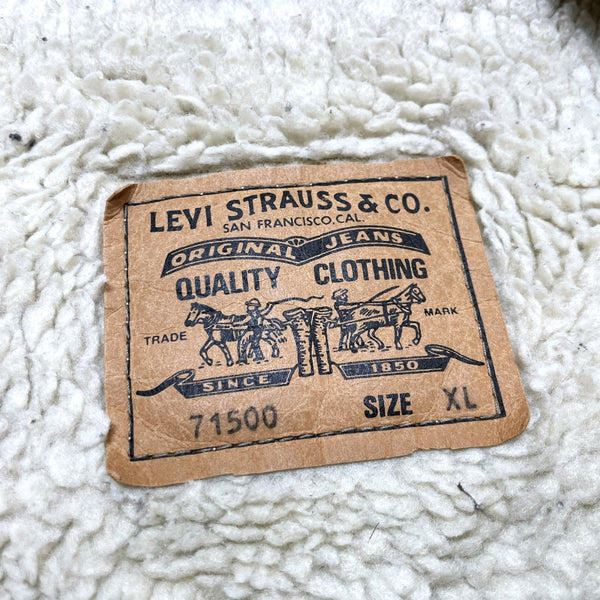 LEVI STRAUSS & CO.
SAN FRANCISCO, CAL.
ORIGINAL JEANS
QUALITY CLOTHING
TRADE MARK
SINCE 1850
71500 SIZE XL